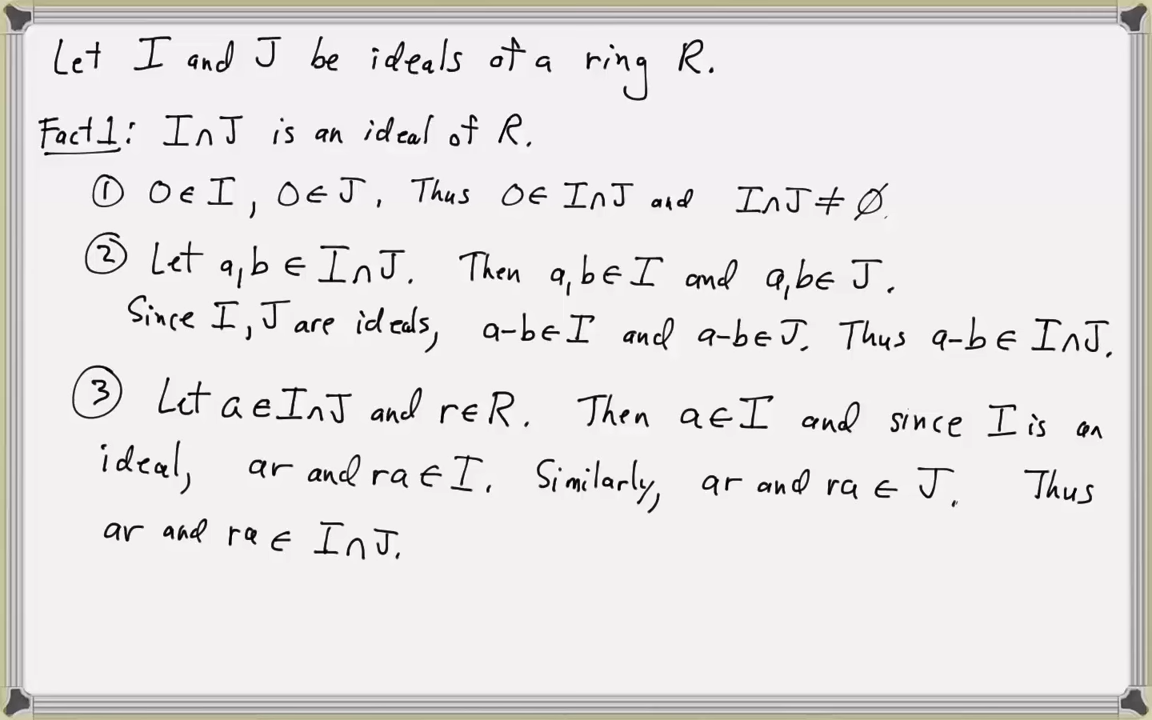 Let I and J be ideals of a ring R.
Fact 1: I∩J is an ideal of R.
① 0∈I, 0∈J. Thus 0∈ I∩J and I∩J ≠ ∅.
② Let a,b ∈ I∩J. Then a,b∈I and a,b∈ J.
Since I, J are ideals, a-b∈I and a-b∈J. Thus a-b∈ I∩J.
③ Let a∈I∩J and r∈R. Then a∈I and since I is an
ideal, ar and ra∈I. Similarly, ar and ra∈ J. Thus
ar and ra∈ I∩J.